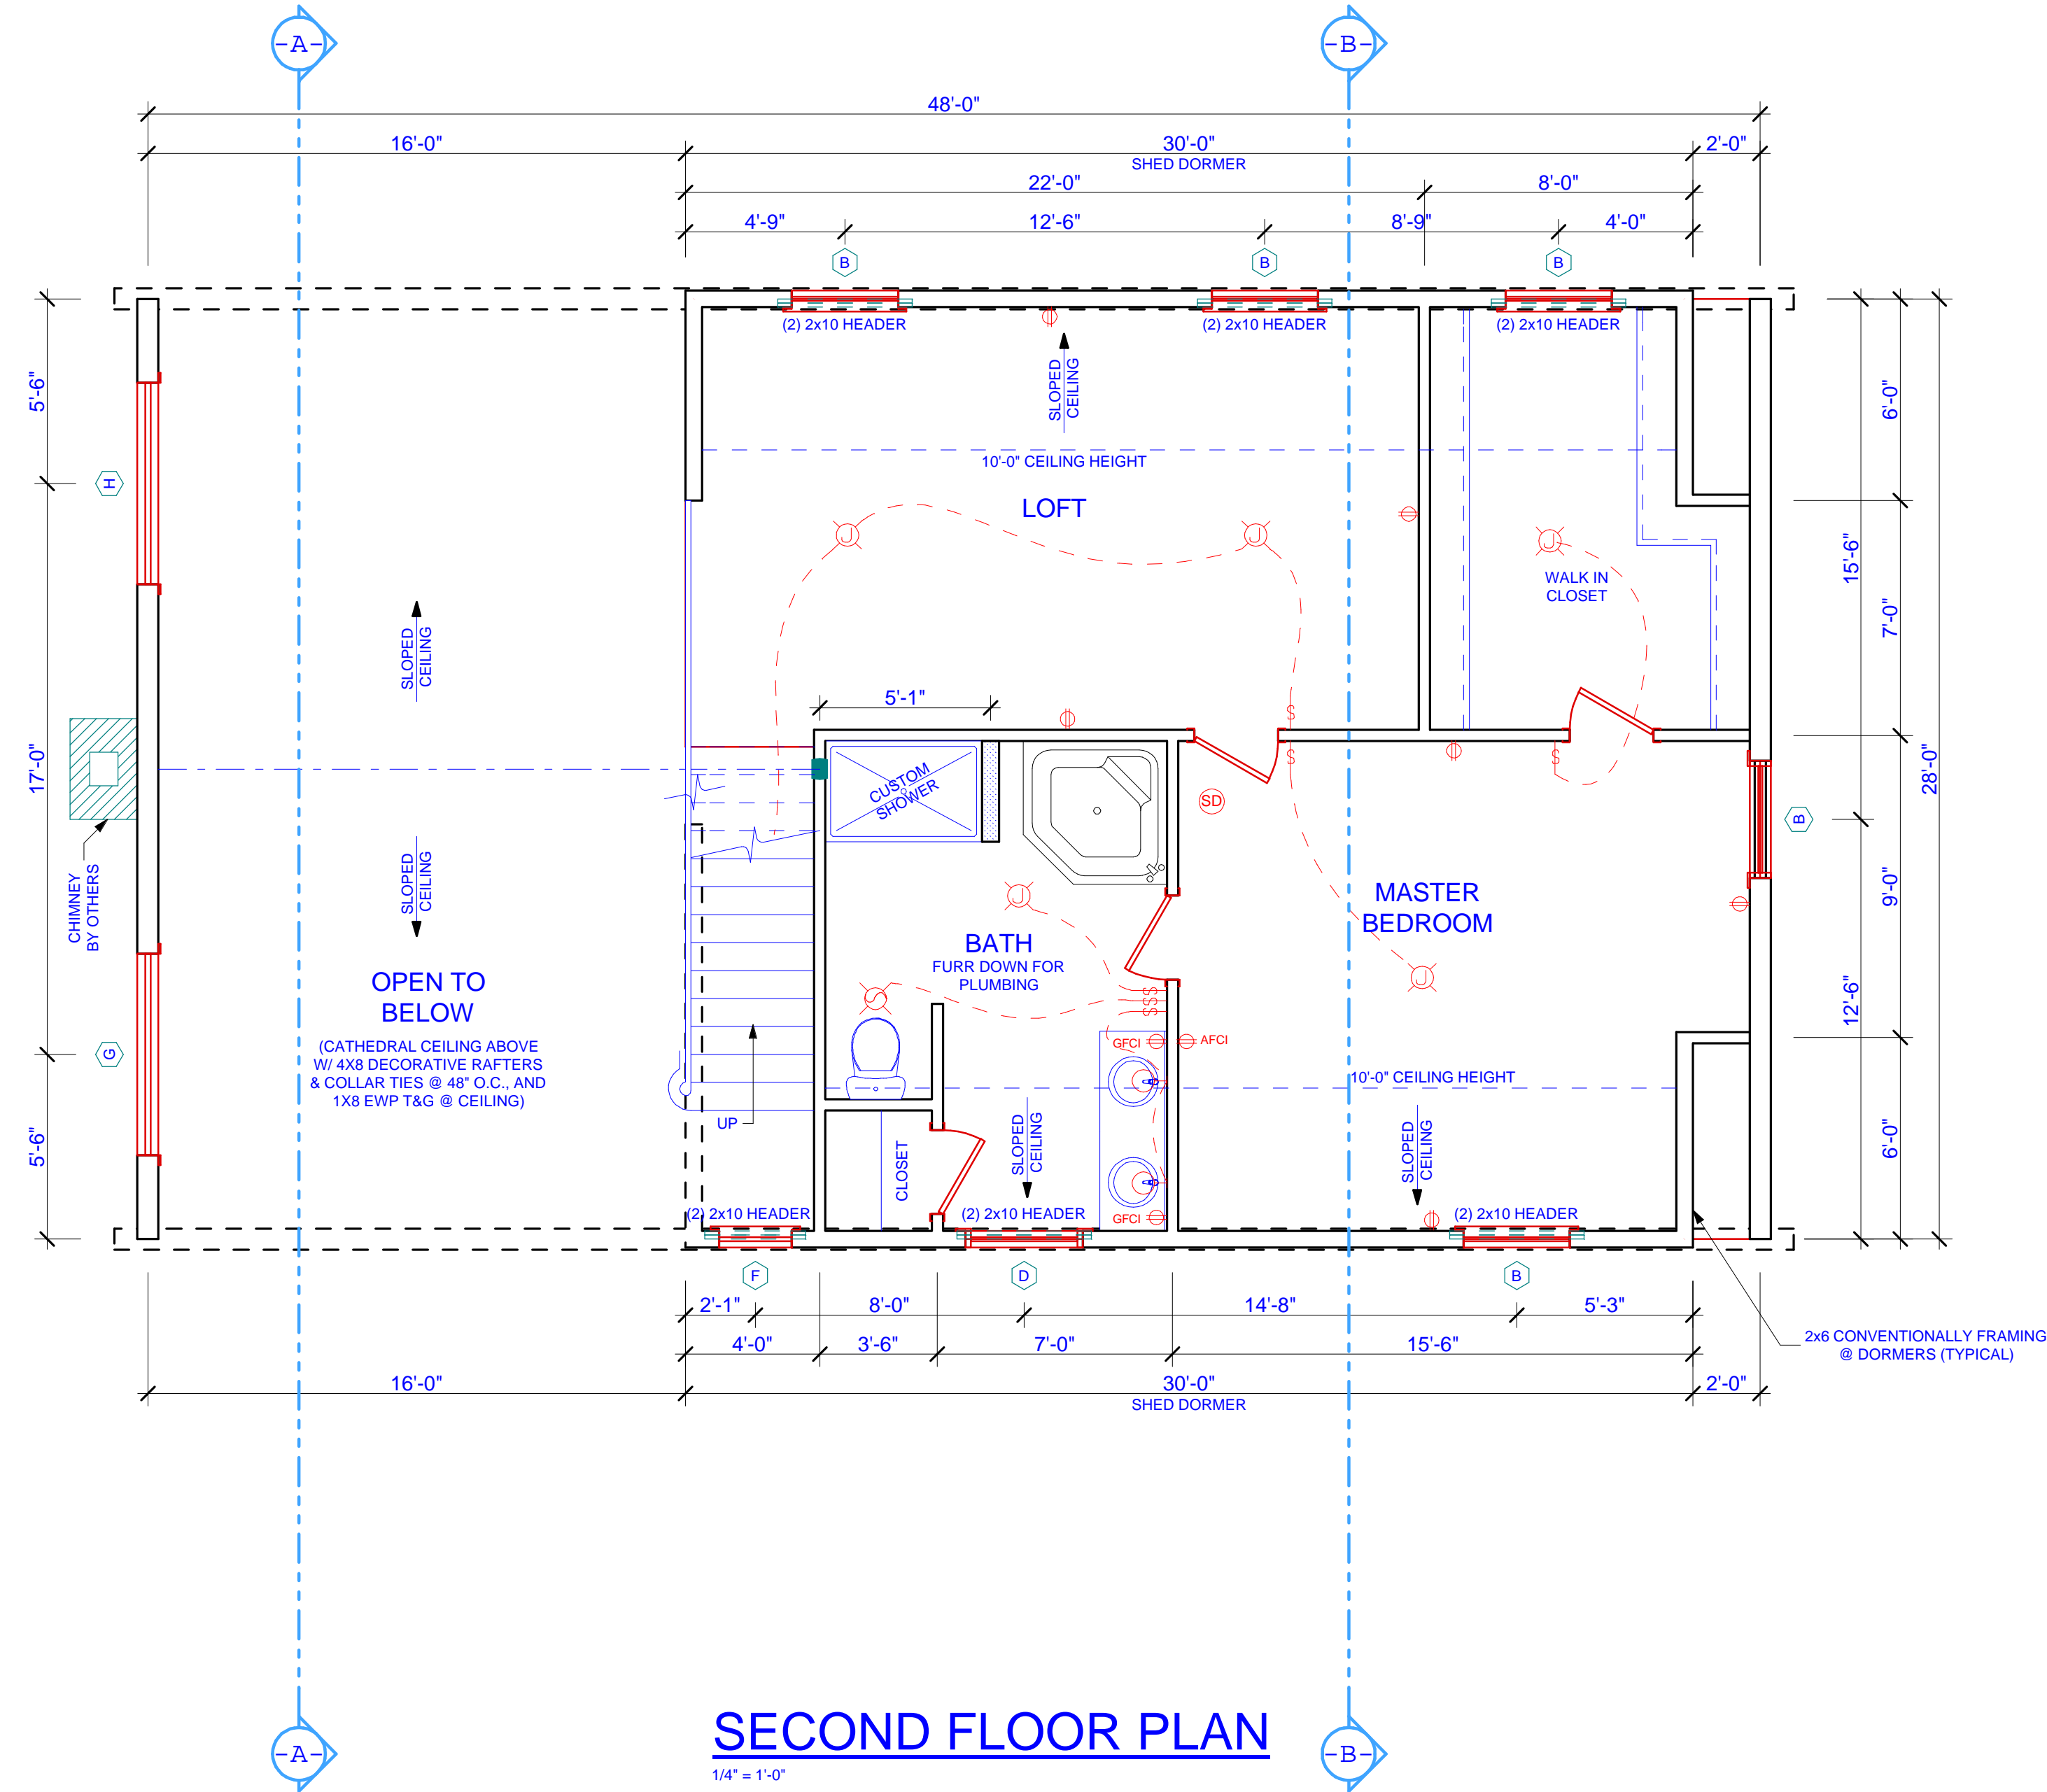 -A-
-B-
48'-0"
16'-0"
30'-0"
2'-0"
SHED DORMER
22'-0"
8'-0"
4'-9"
12'-6"
8'-9"
4'-0"
B
B
B
(2) 2x10 HEADER
(2) 2x10 HEADER
(2) 2x10 HEADER
SLOPED
CEILING
5'-6"
6'-0"
10'-0" CEILING HEIGHT
H
LOFT
J
J
J
15'-6"
WALK IN
CLOSET
7'-0"
SLOPED
CEILING
5'-1"
S
S
S
17'-0"
28'-0"
CUSTOM
SHOWER
SD
B
SLOPED
CEILING
CHIMNEY
BY OTHERS
J
MASTER
BEDROOM
9'-0"
BATH
FURR DOWN FOR
PLUMBING
J
OPEN TO
BELOW
S
SSS
12'-6"
GFCI
AFCI
G
(CATHEDRAL CEILING ABOVE
W/ 4X8 DECORATIVE RAFTERS
& COLLAR TIES @ 48" O.C., AND
1X8 EWP T&G @ CEILING)
10'-0" CEILING HEIGHT
UP
5'-6"
CLOSET
SLOPED
CEILING
SLOPED
CEILING
6'-0"
(2) 2x10 HEADER
(2) 2x10 HEADER
GFCI
(2) 2x10 HEADER
F
D
B
2'-1"
8'-0"
14'-8"
5'-3"
4'-0"
3'-6"
7'-0"
15'-6"
2x6 CONVENTIONALLY FRAMING
@ DORMERS (TYPICAL)
16'-0"
30'-0"
2'-0"
SHED DORMER
SECOND FLOOR PLAN
1/4" = 1'-0"
-A-
-B-